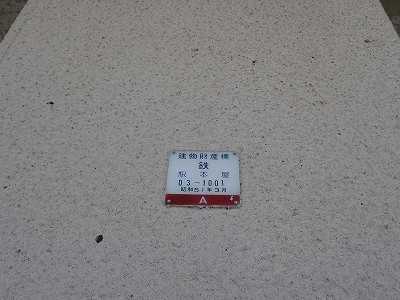 建物財産標
鉄
駅本屋
03-1001
昭和51年3月
A